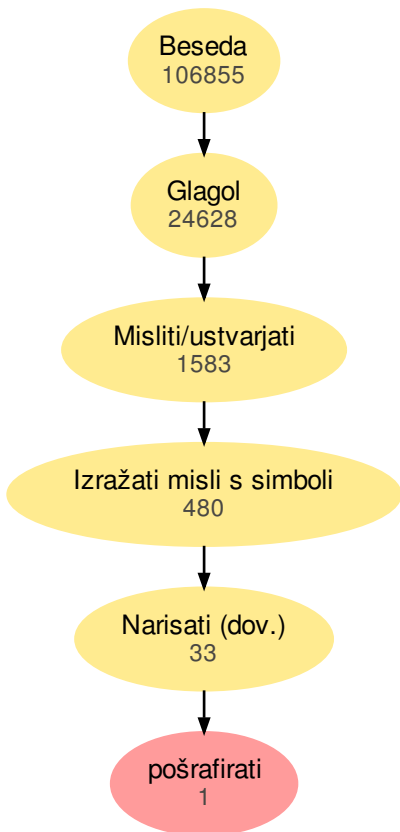 Beseda
106855
Glagol
24628
Misliti/ustvarjati
1583
Izražati misli s simboli
480
Narisati (dov.)
33
pošrafirati
1